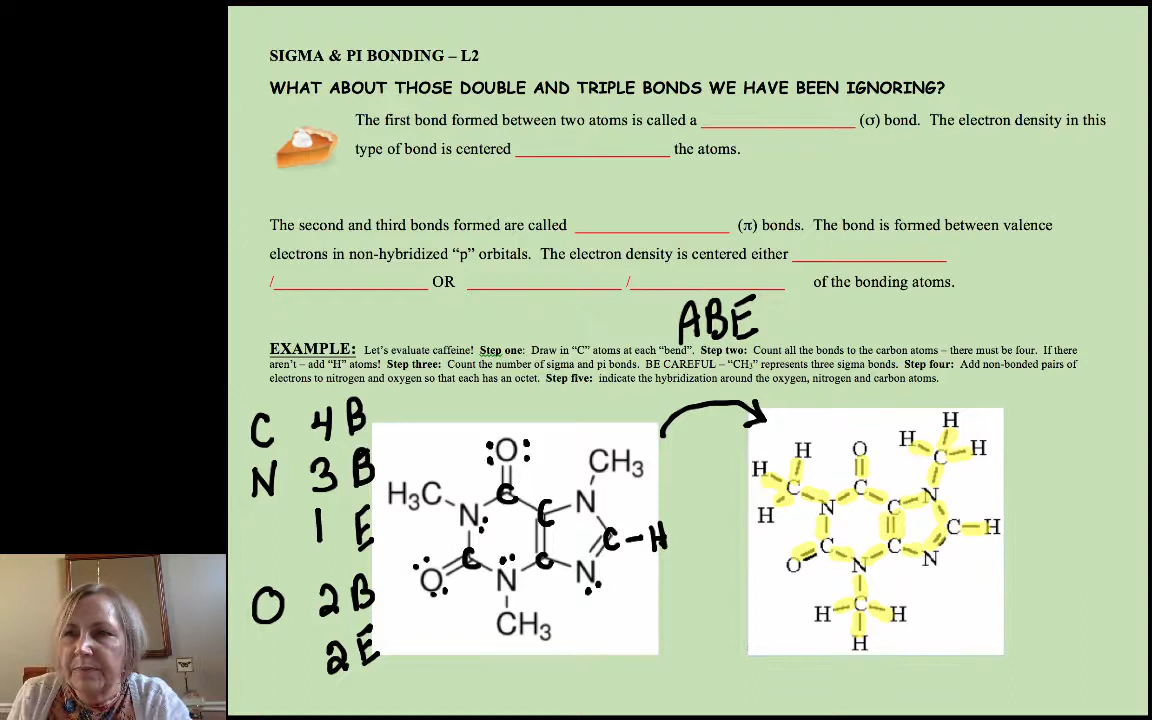 SIGMA & PI BONDING – L2
WHAT ABOUT THOSE DOUBLE AND TRIPLE BONDS WE HAVE BEEN IGNORING?
The first bond formed between two atoms is called a ____________________ (σ) bond. The electron density in this
type of bond is centered ____________________ the atoms.
The second and third bonds formed are called ____________________ (π) bonds. The bond is formed between valence
electrons in non-hybridized “p” orbitals. The electron density is centered either ____________________
/____________________ OR ____________________ /____________________ of the bonding atoms.
ABE
EXAMPLE: Let’s evaluate caffeine! Step one: Draw in “C” atoms at each “bend”. Step two: Count all the bonds to the carbon atoms – there must be four. If there
aren’t – add “H” atoms! Step three: Count the number of sigma and pi bonds. BE CAREFUL – “CH₃” represents three sigma bonds. Step four: Add non-bonded pairs of
electrons to nitrogen and oxygen so that each has an octet. Step five: indicate the hybridization around the oxygen, nitrogen and carbon atoms.
C 4 B
N 3 B
1 E
O 2 B
2 E
O
CH₃
H₃C
C
N
N
C
C-H
C
C
O
N
N
CH₃
H
H
H
C
H
O
H
C
H
C
N
C
N
C
H
C
C
O
N
N
H
C
H
H